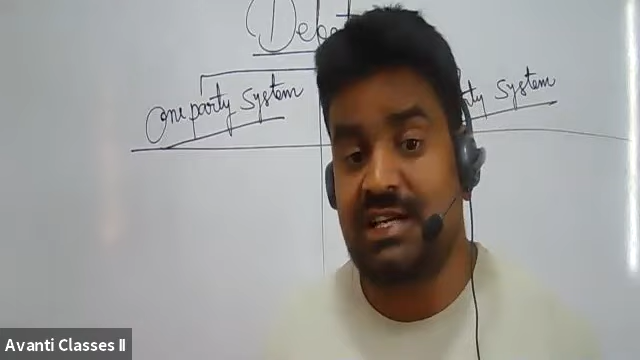 Debat
One party System
ty System
Avanti Classes II